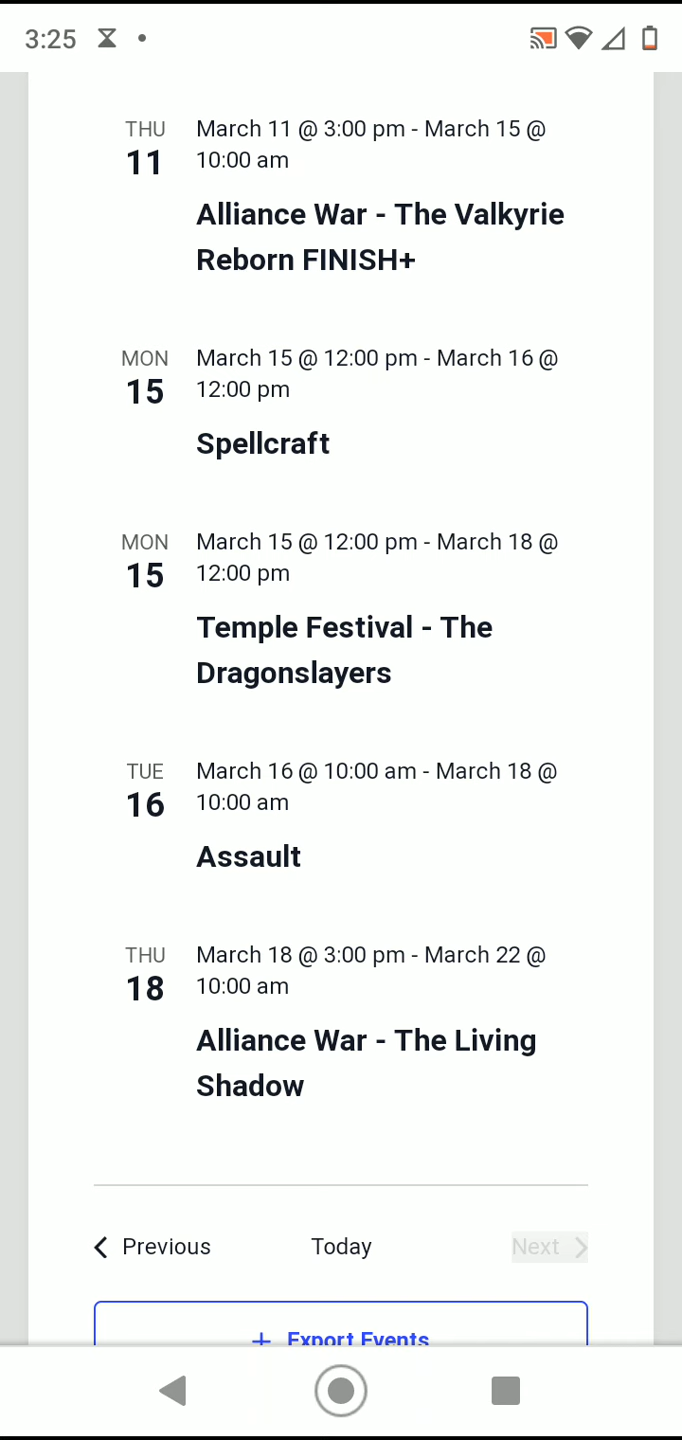 3:25
THU
11
March 11 @ 3:00 pm - March 15 @
10:00 am
Alliance War - The Valkyrie
Reborn FINISH+
MON
15
March 15 @ 12:00 pm - March 16 @
12:00 pm
Spellcraft
MON
15
March 15 @ 12:00 pm - March 18 @
12:00 pm
Temple Festival - The
Dragonslayers
TUE
16
March 16 @ 10:00 am - March 18 @
10:00 am
Assault
THU
18
March 18 @ 3:00 pm - March 22 @
10:00 am
Alliance War - The Living
Shadow
Previous
Today
Next
+ Export Events